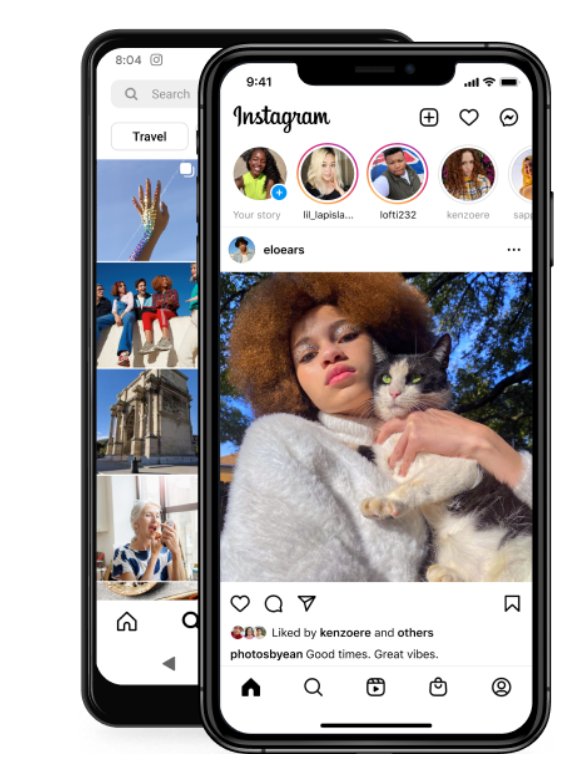 8:04
Search
Travel
9:41
Instagram
Your story
lil_lapisla...
lofti232
kenzoere
sapp
eloears
Liked by kenzoere and others
photosbyean Good times. Great vibes.